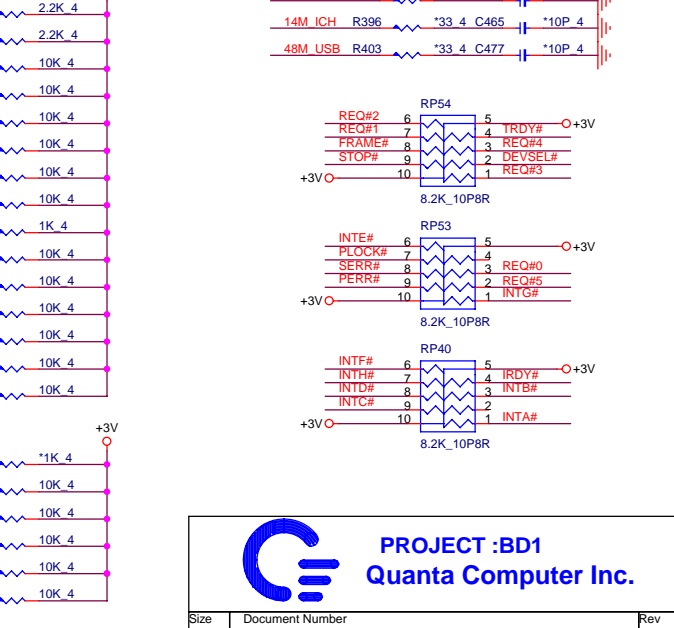 2.2K_4
2.2K_4
10K_4
10K_4
10K_4
10K_4
10K_4
10K_4
1K_4
10K_4
10K_4
10K_4
10K_4
10K_4
10K_4
+3V
*1K_4
10K_4
10K_4
10K_4
10K_4
10K_4
14M_ICH R396 *33_4 C465 *10P_4
48M_USB R403 *33_4 C477 *10P_4
RP54
REQ#2 6 5 +3V
REQ#1 7 4 TRDY#
FRAME# 8 3 REQ#4
STOP# 9 2 DEVSEL#
+3V 10 1 REQ#3
8.2K_10P8R
RP53
INTE# 6 5 +3V
PLOCK# 7 4
SERR# 8 3 REQ#0
PERR# 9 2 REQ#5
+3V 10 1 INTG#
8.2K_10P8R
RP40
INTF# 6 5 +3V
INTH# 7 4 IRDY#
INTD# 8 3 INTB#
INTC# 9 2
+3V 10 1 INTA#
8.2K_10P8R
PROJECT :BD1
Quanta Computer Inc.
Size Document Number Rev